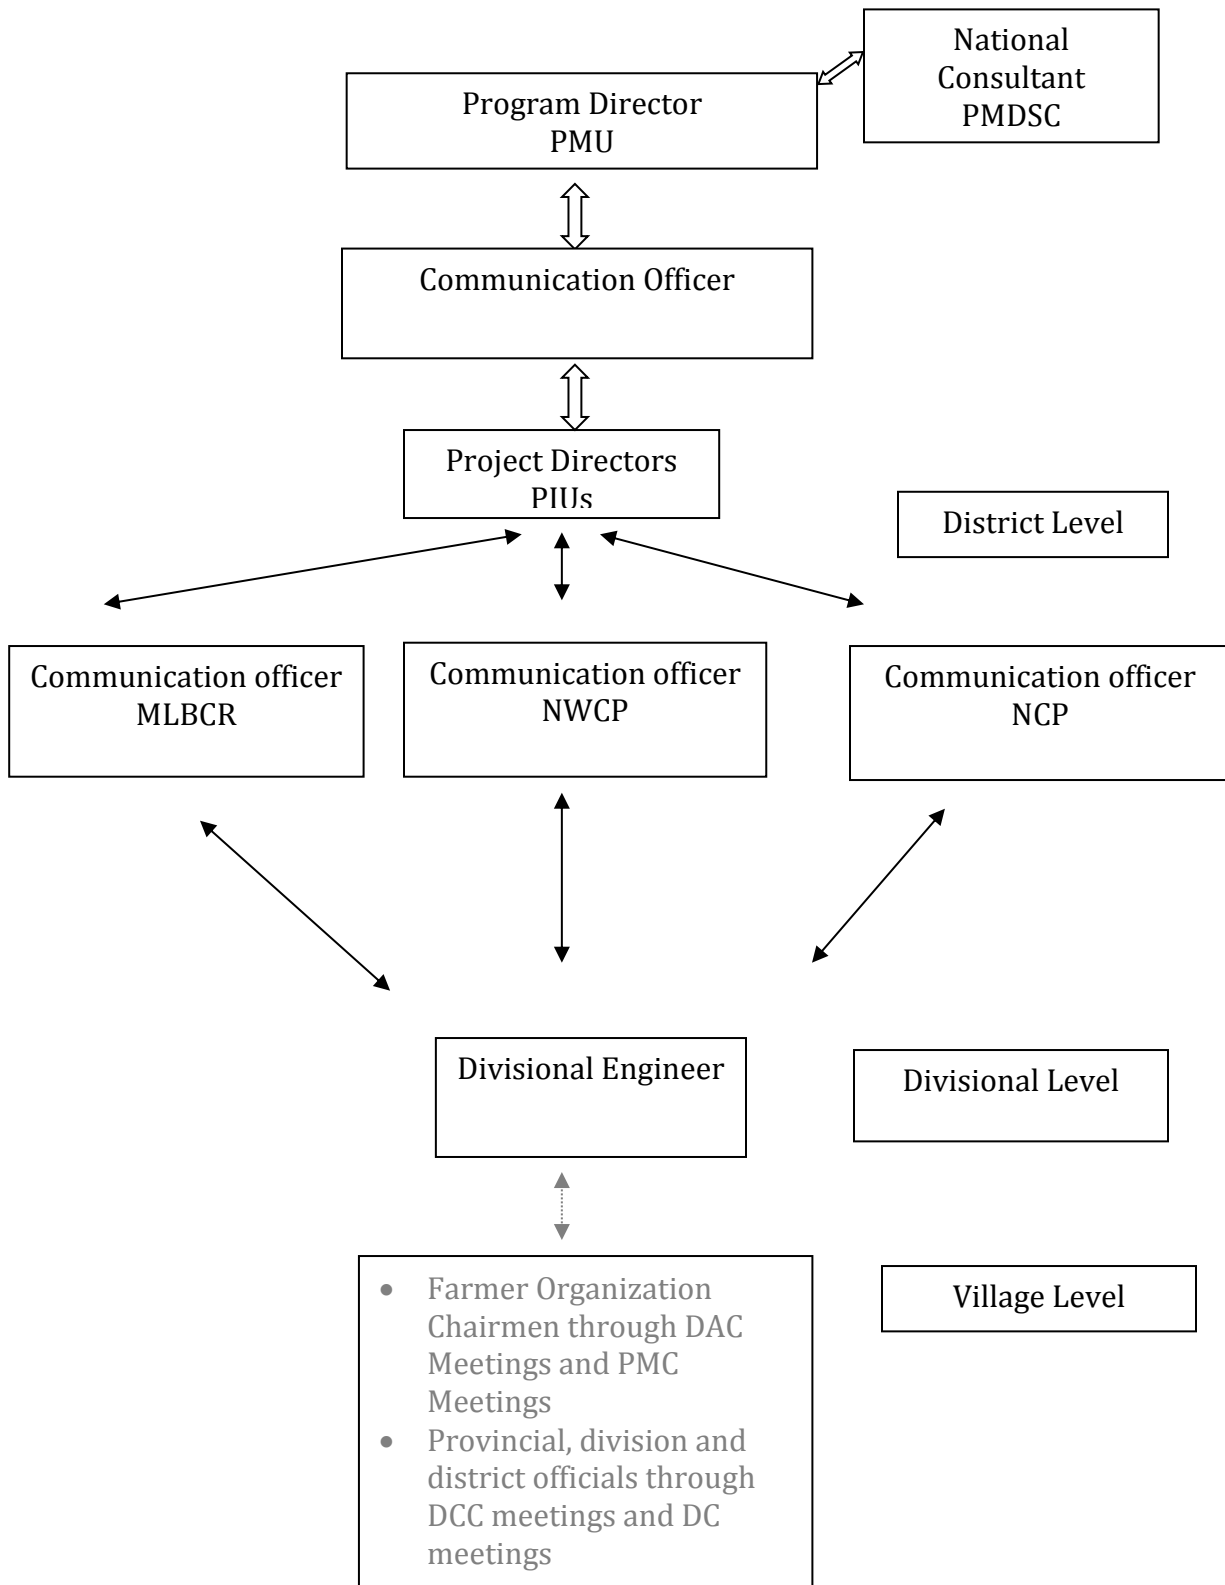 National
Consultant
PMDSC
Program Director
PMU
Communication Officer
Project Directors
PIUs
District Level
Communication officer
MLBCR
Communication officer
NWCP
Communication officer
NCP
Divisional Engineer
Divisional Level
• Farmer Organization
Chairmen through DAC
Meetings and PMC
Meetings
• Provincial, division and
district officials through
DCC meetings and DC
meetings
Village Level